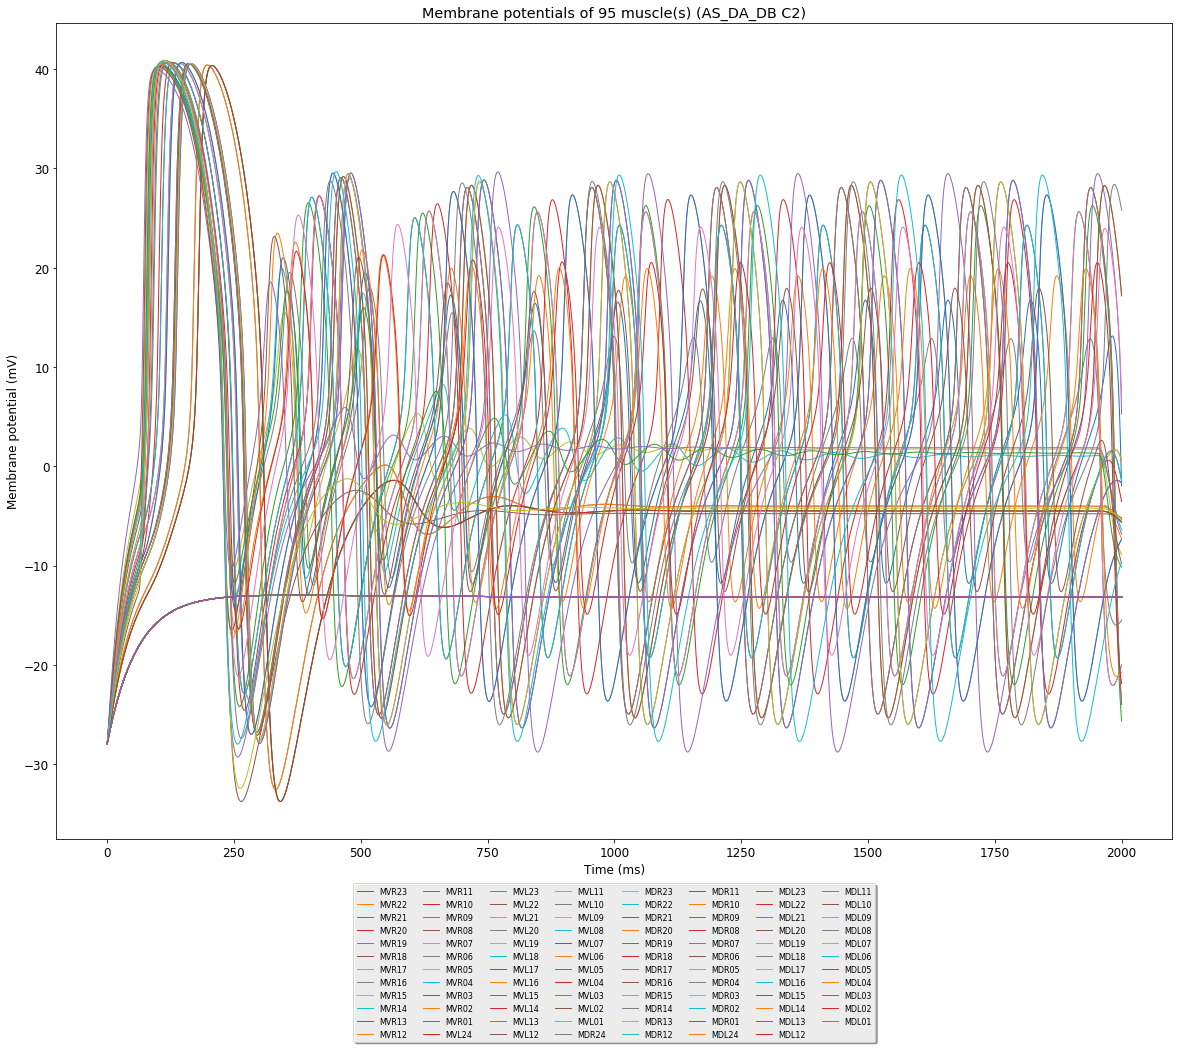 Membrane potentials of 95 muscle(s) (AS_DA_DB C2)
Membrane potential (mV)
40
30
20
10
0
−10
−20
−30
0 250 500 750 1000 1250 1500 1750 2000
Time (ms)
MVR23 MVR11 MVL23 MVL11 MDR23 MDR11 MDL23 MDL11
MVR22 MVR10 MVL22 MVL10 MDR22 MDR10 MDL22 MDL10
MVR21 MVR09 MVL21 MVL09 MDR21 MDR09 MDL21 MDL09
MVR20 MVR08 MVL20 MVL08 MDR20 MDR08 MDL20 MDL08
MVR19 MVR07 MVL19 MVL07 MDR19 MDR07 MDL19 MDL07
MVR18 MVR06 MVL18 MVL06 MDR18 MDR06 MDL18 MDL06
MVR17 MVR05 MVL17 MVL05 MDR17 MDR05 MDL17 MDL05
MVR16 MVR04 MVL16 MVL04 MDR16 MDR04 MDL16 MDL04
MVR15 MVR03 MVL15 MVL03 MDR15 MDR03 MDL15 MDL03
MVR14 MVR02 MVL14 MVL02 MDR14 MDR02 MDL14 MDL02
MVR13 MVR01 MVL13 MVL01 MDR13 MDR01 MDL13 MDL01
MVR12 MVL24 MVL12 MDR24 MDR12 MDL24 MDL12